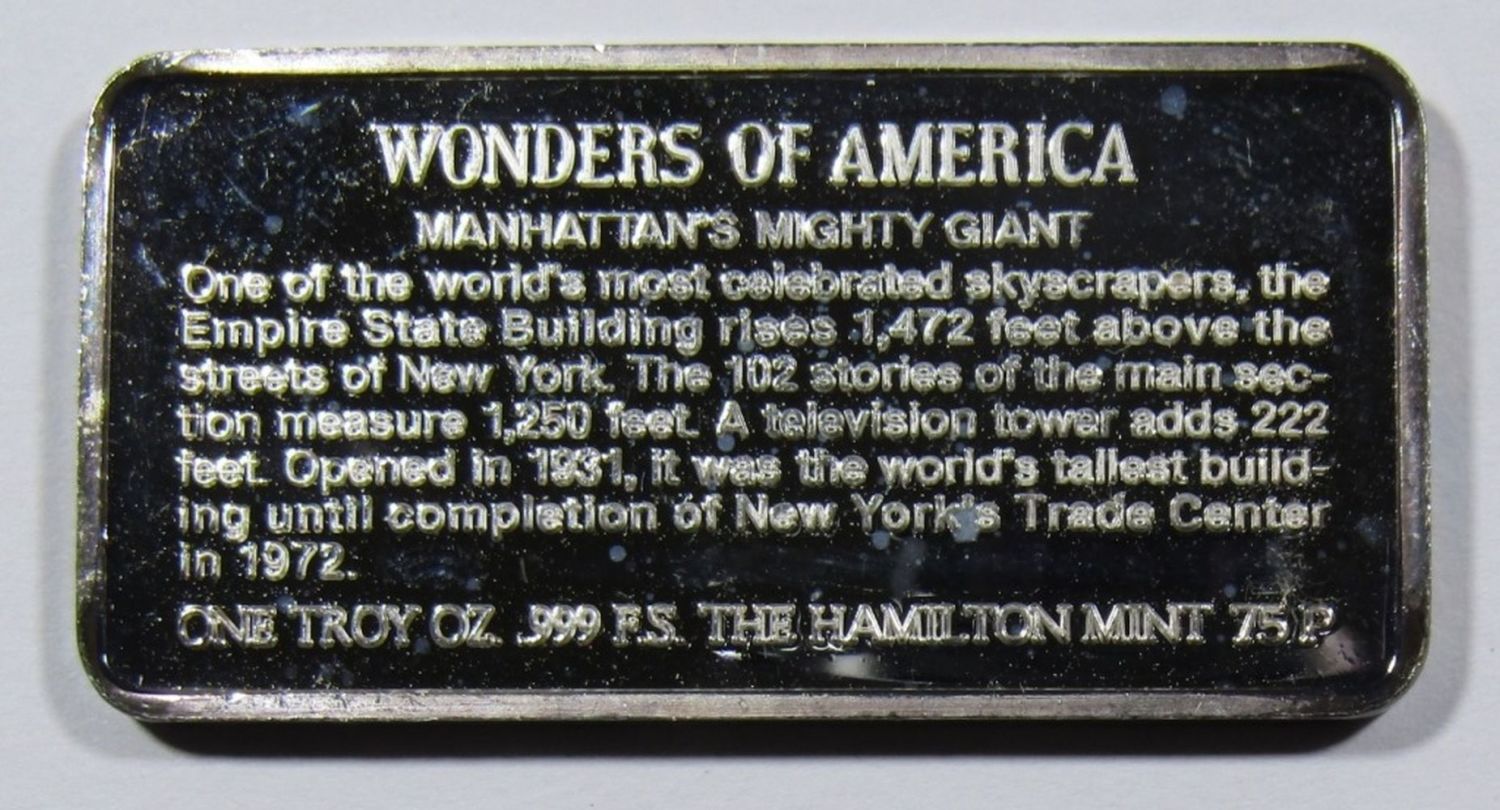 WONDERS OF AMERICA
MANHATTAN'S MIGHTY GIANT
One of the world's most celebrated skyscrapers, the
Empire State Building rises 1,472 feet above the
streets of New York. The 102 stories of the main sec-
tion measure 1,250 feet. A television tower adds 222
feet. Opened in 1931, it was the world's tallest build-
ing until completion of New York's Trade Center
in 1972.
ONE TROY OZ. .999 F.S. THE HAMILTON MINT 75 P